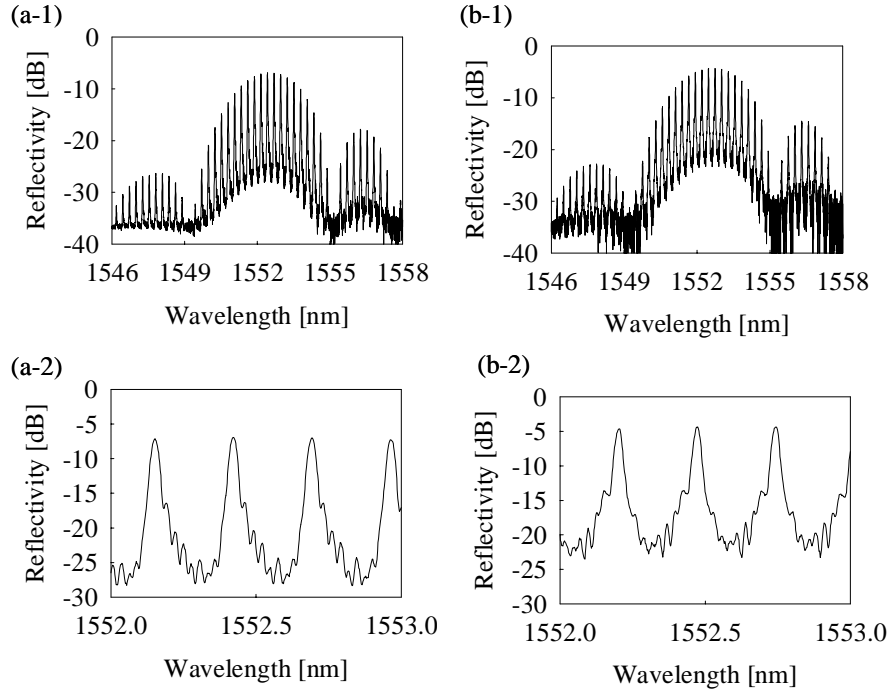 (a-1)
Reflectivity [dB]
0
-10
-20
-30
-40
1546 1549 1552 1555 1558
Wavelength [nm]
(b-1)
Reflectivity [dB]
0
-10
-20
-30
-40
1546 1549 1552 1555 1558
Wavelength [nm]
(a-2)
Reflectivity [dB]
0
-5
-10
-15
-20
-25
-30
1552.0 1552.5 1553.0
Wavelength [nm]
(b-2)
Reflectivity [dB]
0
-5
-10
-15
-20
-25
-30
1552.0 1552.5 1553.0
Wavelength [nm]